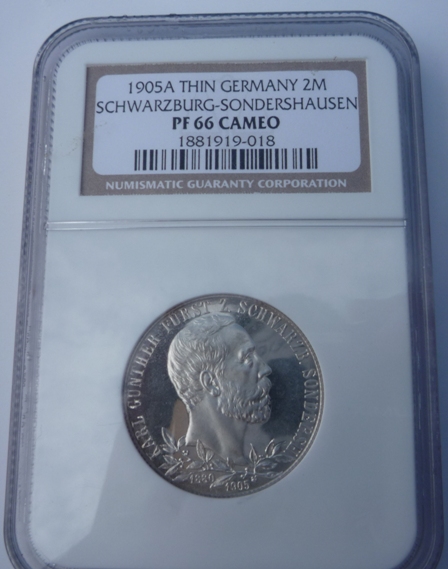 1905A THIN GERMANY 2M
SCHWARZBURG-SONDERSHAUSEN
PF 66 CAMEO
1881919-018
NUMISMATIC GUARANTY CORPORATION
KARL GÜNTHER FÜRST Z. SCHWARZB. SONDERSH.
1880 1905